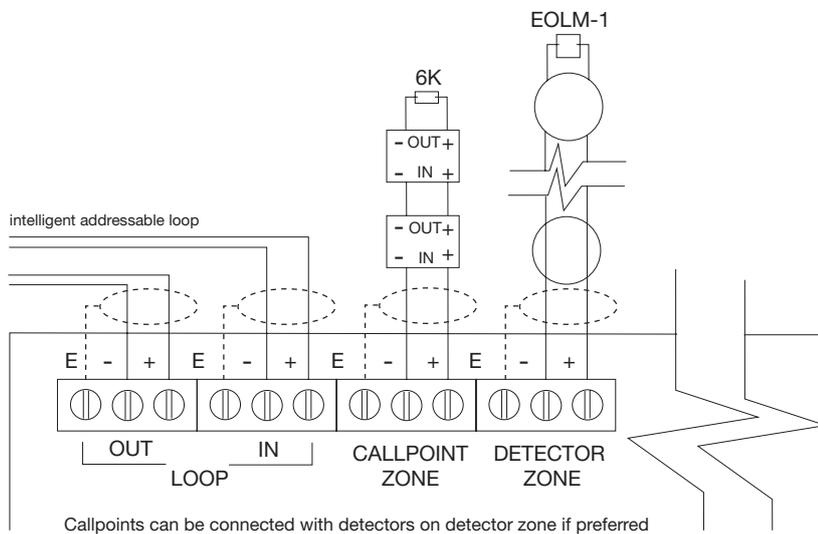 EOLM-1
6K
- OUT +
- IN +
- OUT +
- IN +
intelligent addressable loop
E - + E - + E - + E - +
OUT IN CALLPOINT DETECTOR
LOOP ZONE ZONE
Callpoints can be connected with detectors on detector zone if preferred